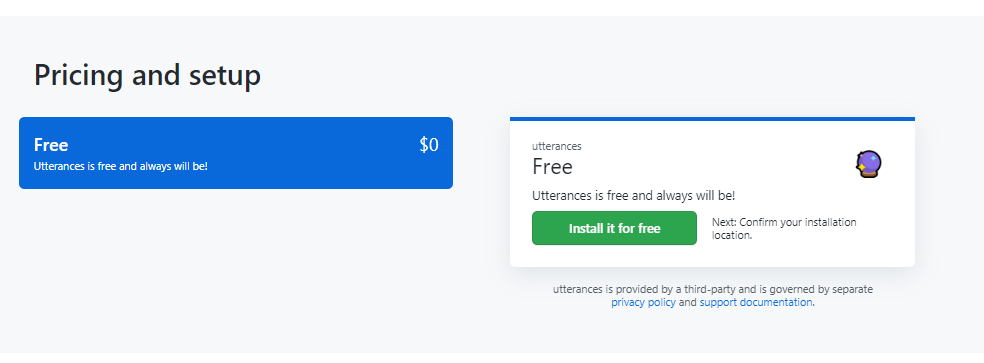 Pricing and setup
Free
$0
Utterances is free and always will be!
utterances
Free
Utterances is free and always will be!
Install it for free
Next: Confirm your installation
location.
utterances is provided by a third-party and is governed by separate
privacy policy and support documentation.